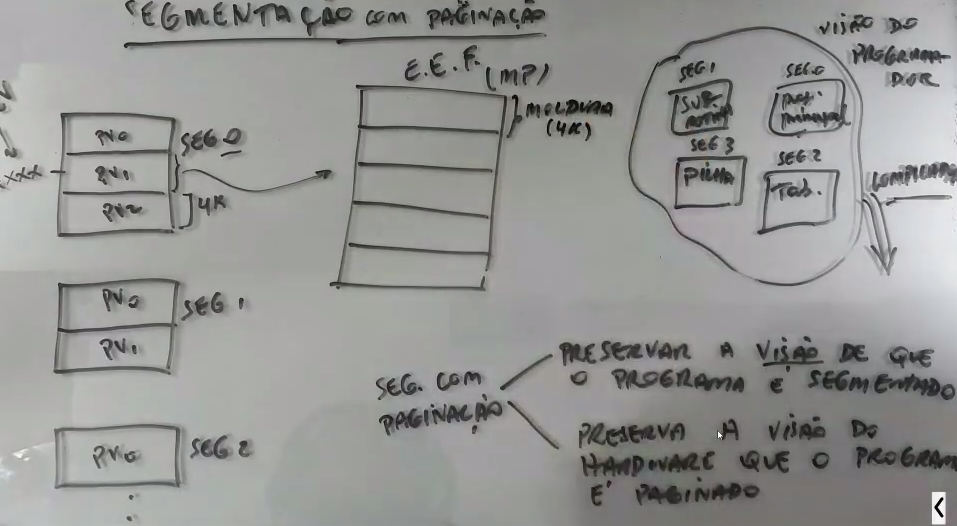 SEGMENTAÇÃO COM PAGINAÇÃO
E.E.F. (MP)
MOLDURA
(4K)
PV0
PV1
PV2
SEG 0
4K
XXX
PV0
PV1
SEG 1
PV0
SEG 2
VISÃO DO
PROGRAMA-
DOR
SEG 1
SUB-
ROTINA
SEG.0
PROG.
PRINCIPAL
SEG 3
PILHA
SEG.2
TAB.
SEG. COM
PAGINAÇÃO
PRESERVAR A VISÃO DE QUE
O PROGRAMA É SEGMENTADO
PRESERVA A VISÃO DO
HARDWARE QUE O PROGRAMA
É PAGINADO